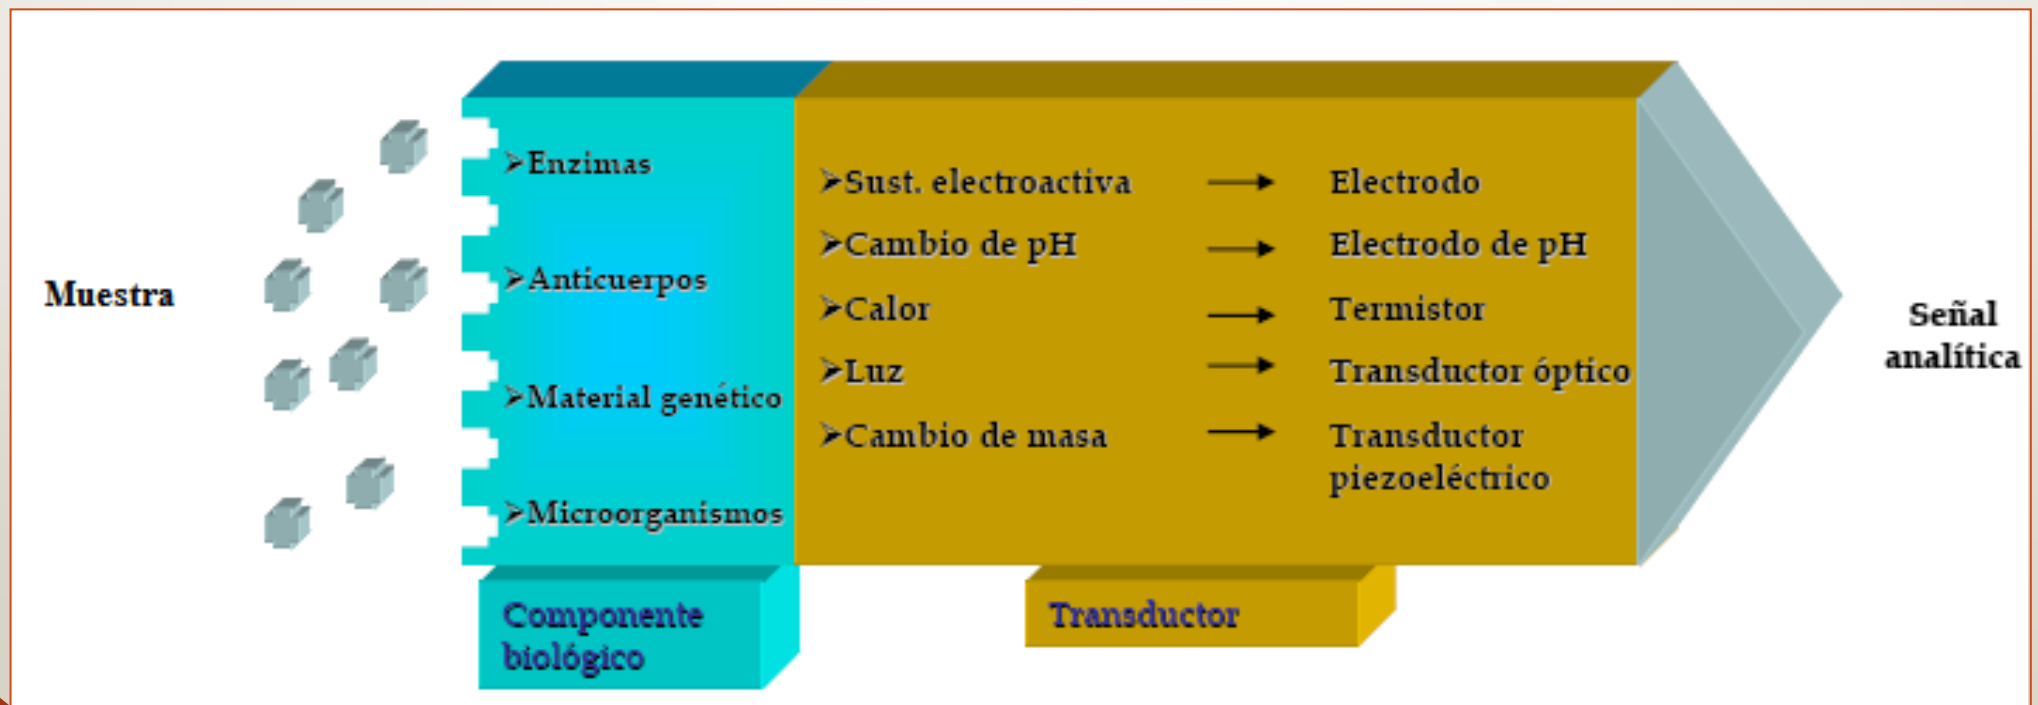 Muestra
➢Enzimas
➢Anticuerpos
➢Material genético
➢Microorganismos
Componente
biológico
➢Sust. electroactiva → Electrodo
➢Cambio de pH → Electrodo de pH
➢Calor → Termistor
➢Luz → Transductor óptico
➢Cambio de masa → Transductor
piezoeléctrico
Transductor
Señal
analítica